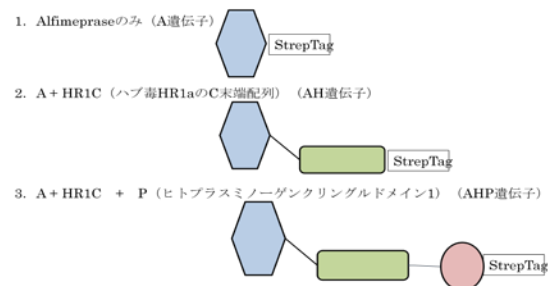 1. Alfimepraseのみ（A遺伝子）
StrepTag
2. A+HR1C（ハブ毒HR1aのC末端配列）（AH遺伝子）
StrepTag
3. A+HR1C + P（ヒトプラスミノーゲンクリングルドメイン1）（AHP遺伝子）
StrepTag